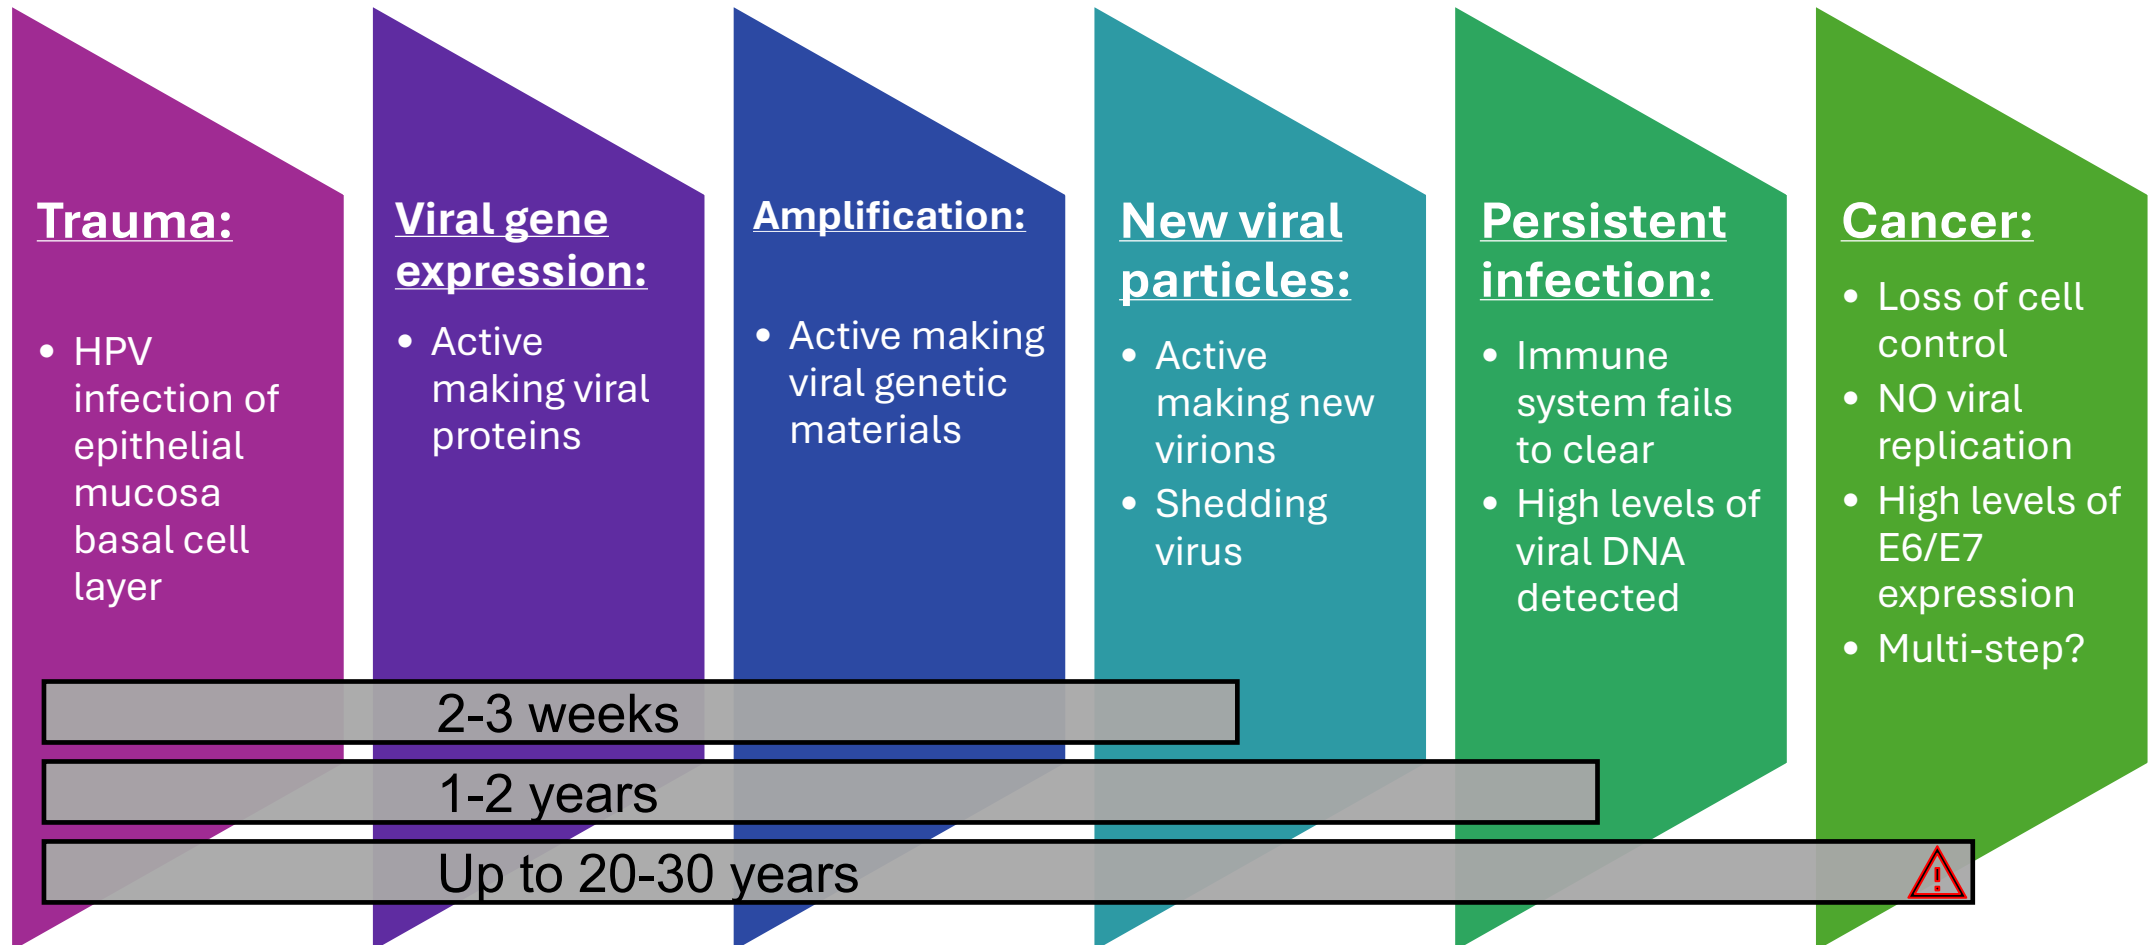 Trauma:
• HPV
infection of
epithelial
mucosa
basal cell
layer
Viral gene
expression:
• Active
making viral
proteins
Amplification:
• Active making
viral genetic
materials
New viral
particles:
• Active
making new
virions
• Shedding
virus
Persistent
infection:
• Immune
system fails
to clear
• High levels of
viral DNA
detected
Cancer:
• Loss of cell
control
• NO viral
replication
• High levels of
E6/E7
expression
• Multi-step?
2-3 weeks
1-2 years
Up to 20-30 years